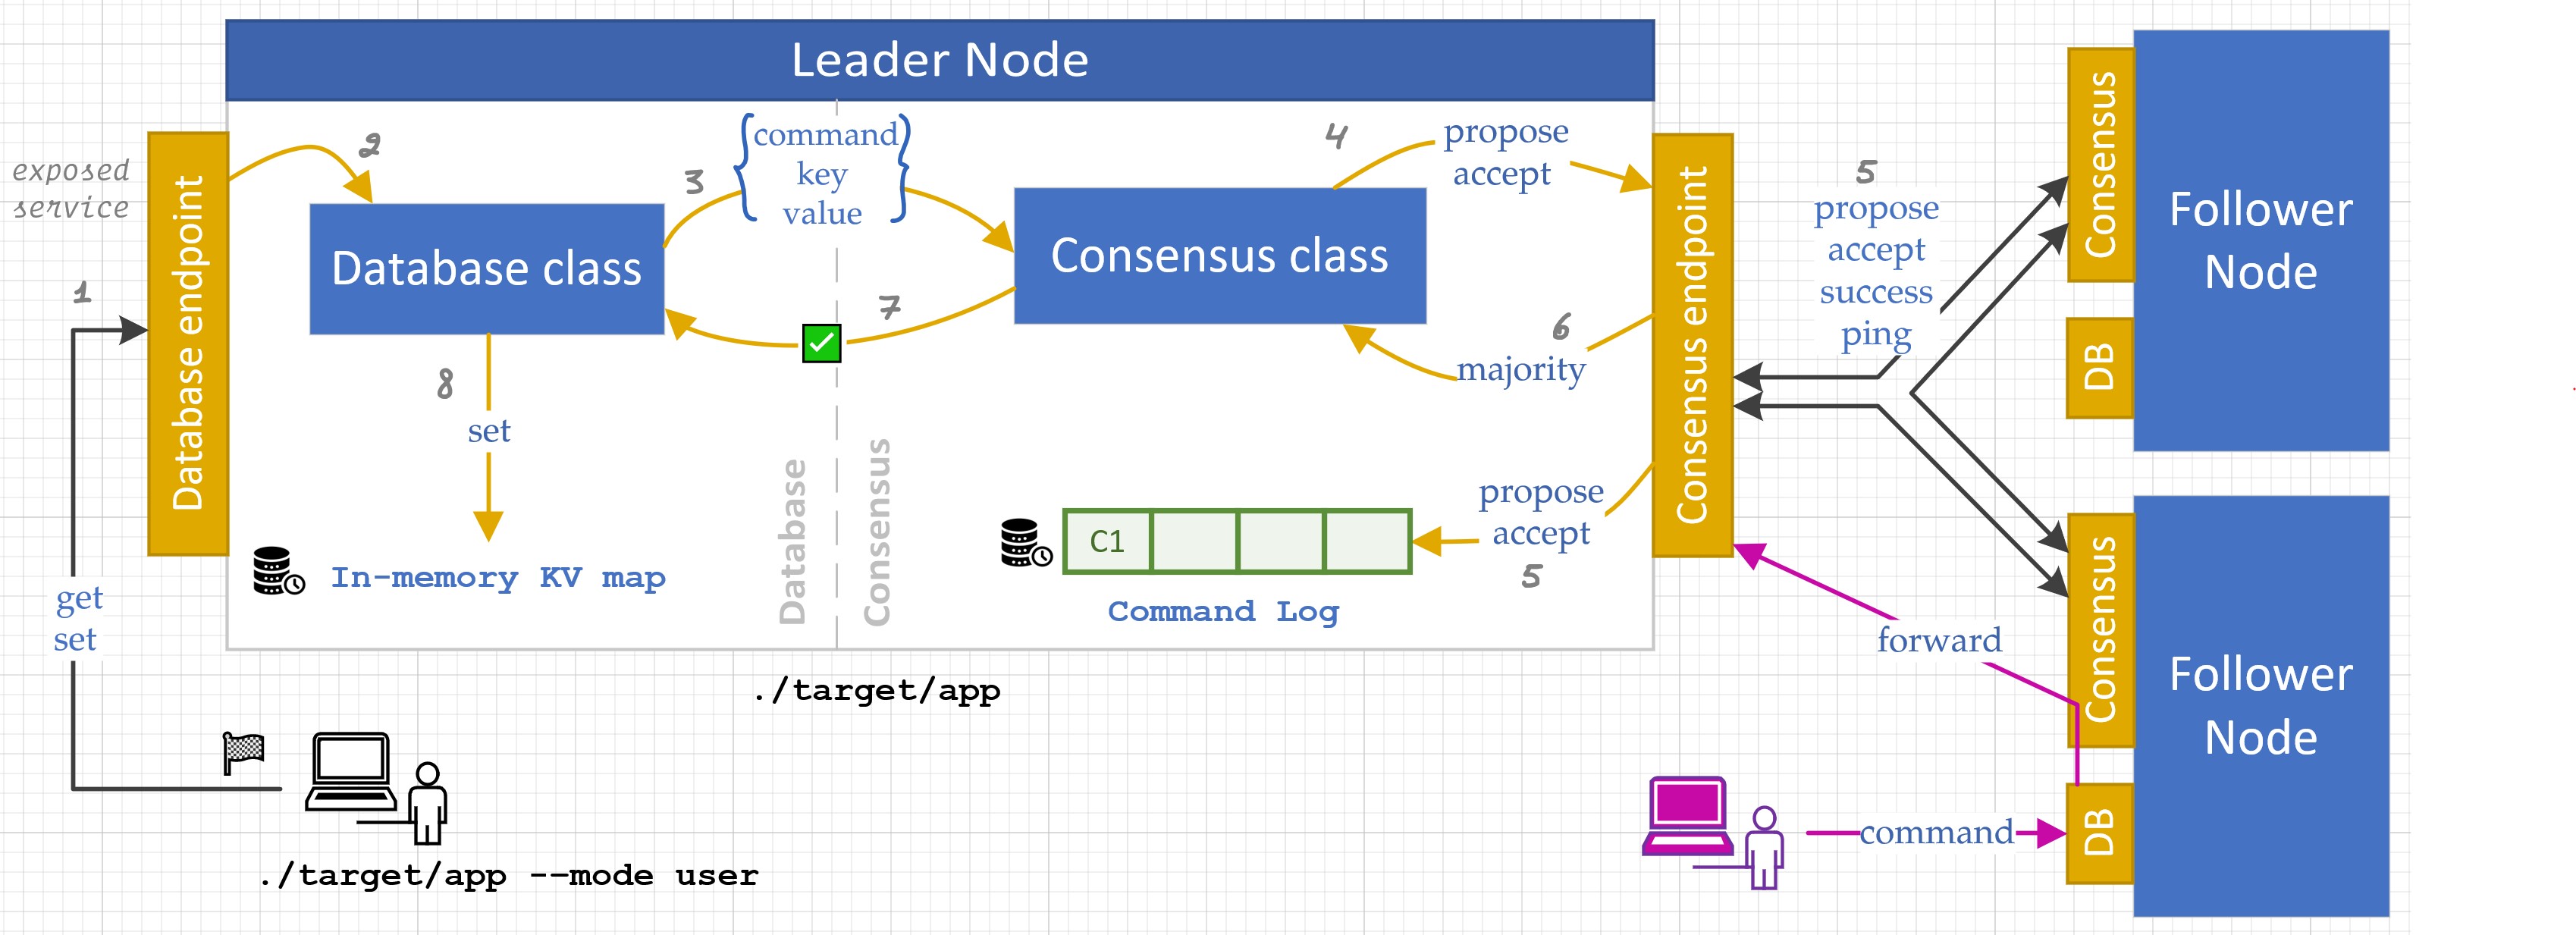 Leader Node
exposed
service
1
Database endpoint
get
set
2
Database class
3
command
key
value
4
propose
accept
Consensus class
7
6
majority
8
set
In-memory KV map
Database
Consensus
C1
Command Log
propose
accept
5
Consensus endpoint
5
propose
accept
success
ping
Consensus
DB
Follower
Node
forward
Consensus
DB
Follower
Node
command
./target/app
./target/app --mode user